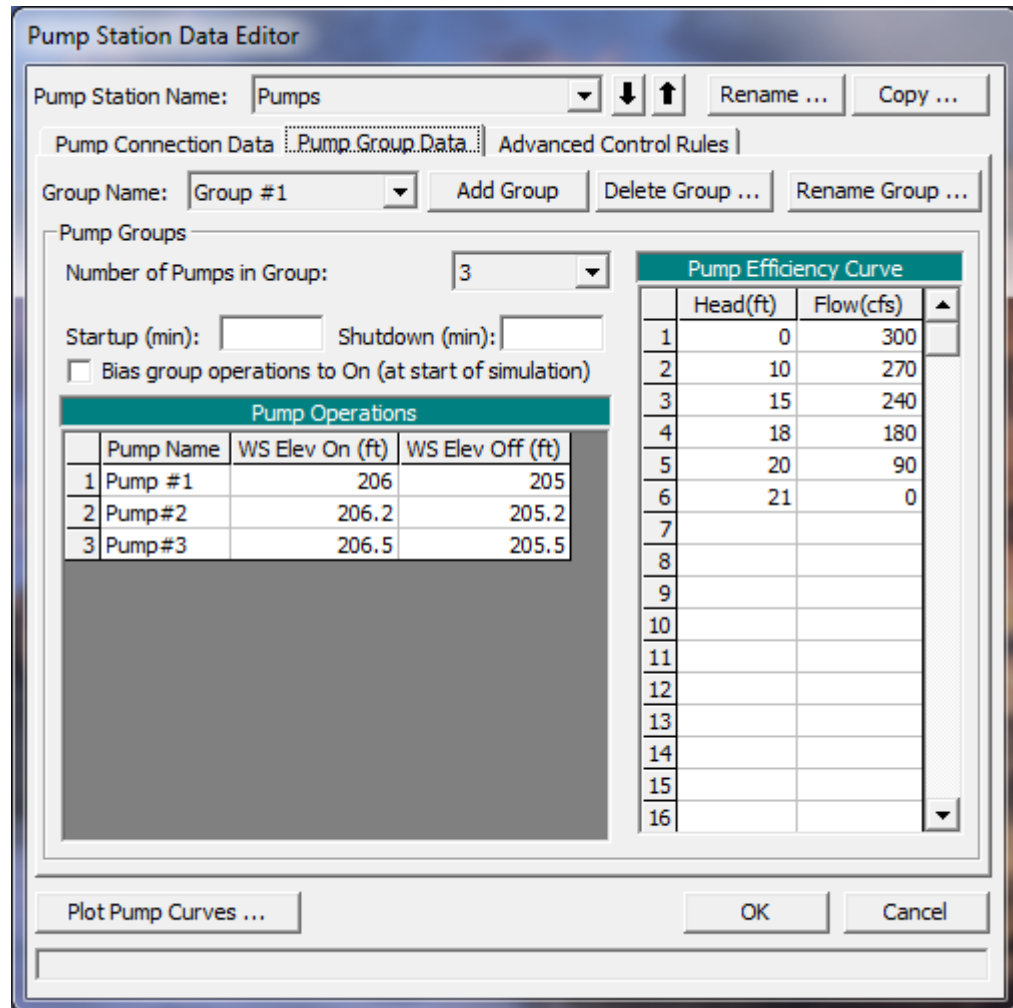 Pump Station Data Editor
Pump Station Name: Pumps Rename ... Copy ...
Pump Connection Data Pump Group Data Advanced Control Rules
Group Name: Group #1 Add Group Delete Group ... Rename Group ...
Pump Groups
Number of Pumps in Group: 3
Startup (min): Shutdown (min):
Bias group operations to On (at start of simulation)
Pump Operations
Pump Name WS Elev On (ft) WS Elev Off (ft)
1 Pump #1 206 205
2 Pump#2 206.2 205.2
3 Pump#3 206.5 205.5
Pump Efficiency Curve
Head(ft) Flow(cfs)
1 0 300
2 10 270
3 15 240
4 18 180
5 20 90
6 21 0
7
8
9
10
11
12
13
14
15
16
Plot Pump Curves ... OK Cancel